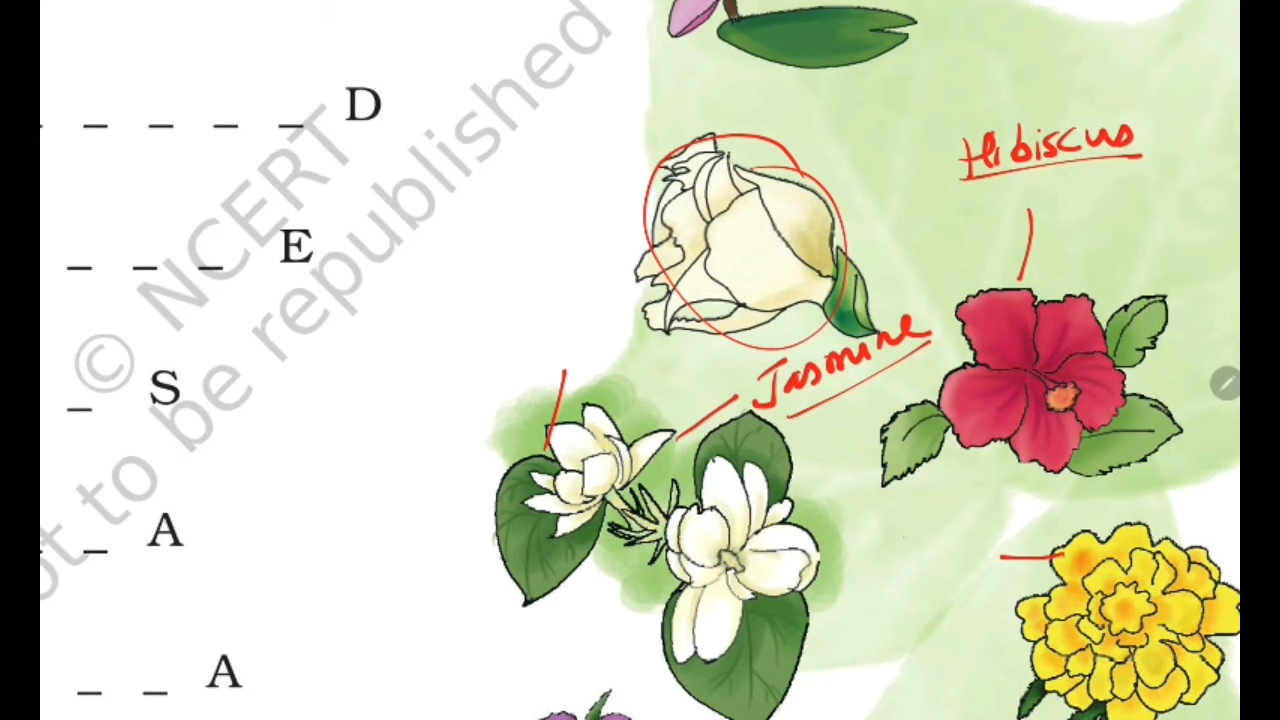 _ _ _ _ _ D
Hibiscus
_ _ _ E
Jasmine
_ S
_ _ A
_ _ A
© NCERT
not to be republished